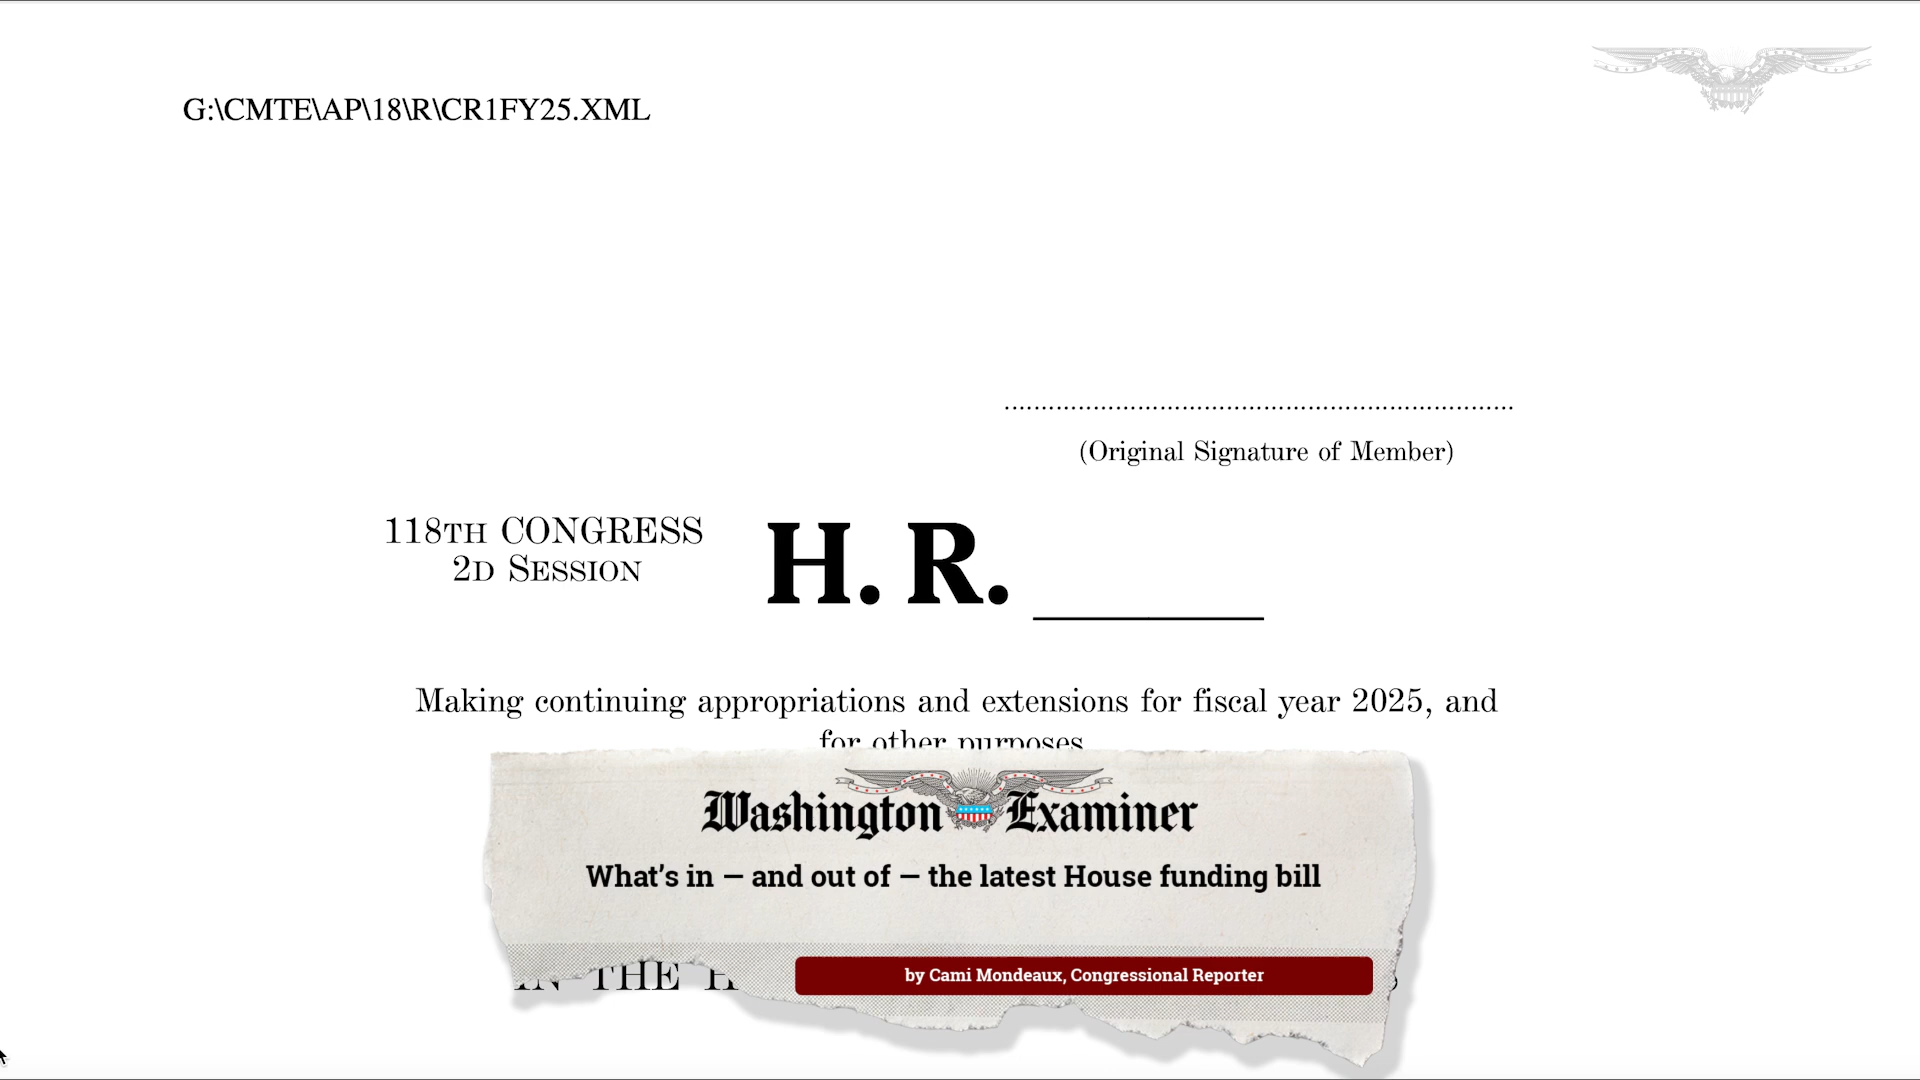 G:\CMTE\AP\18\R\CR1FY25.XML
(Original Signature of Member)
118TH CONGRESS
2D SESSION
H. R.
Making continuing appropriations and extensions for fiscal year 2025, and
for other purposes
Washington Examiner
What's in — and out of — the latest House funding bill
IN THE H
by Cami Mondeaux, Congressional Reporter